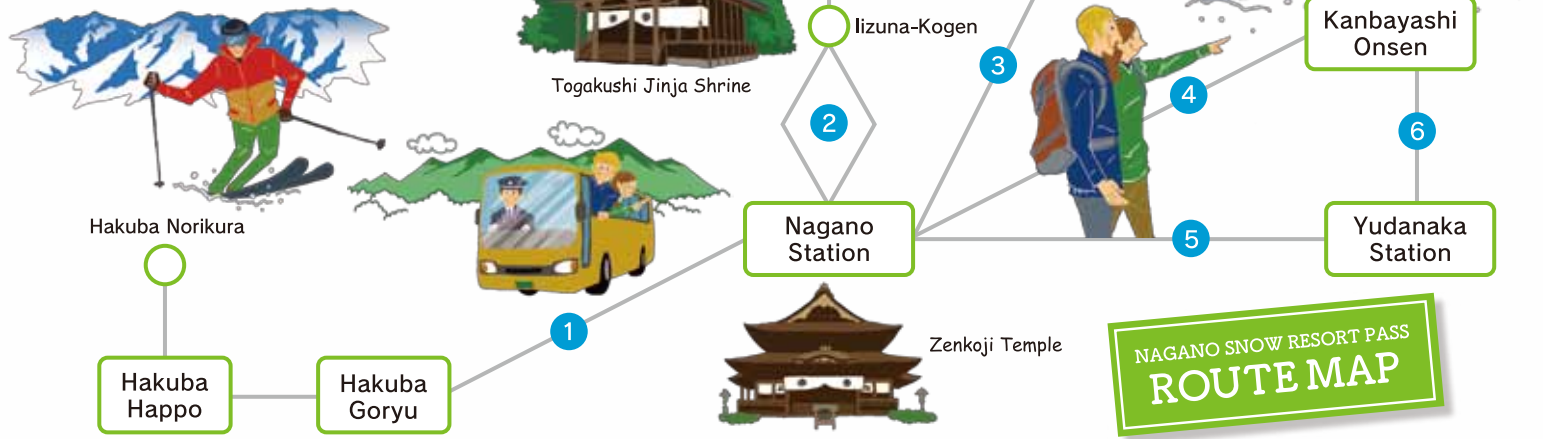 Kanbayashi
Onsen
Iizuna-Kogen
3
Togakushi Jinja Shrine
4
2
6
Hakuba Norikura
Nagano
Station
5
Yudanaka
Station
1
Zenkoji Temple
NAGANO SNOW RESORT PASS
ROUTE MAP
Hakuba
Happo
Hakuba
Goryu